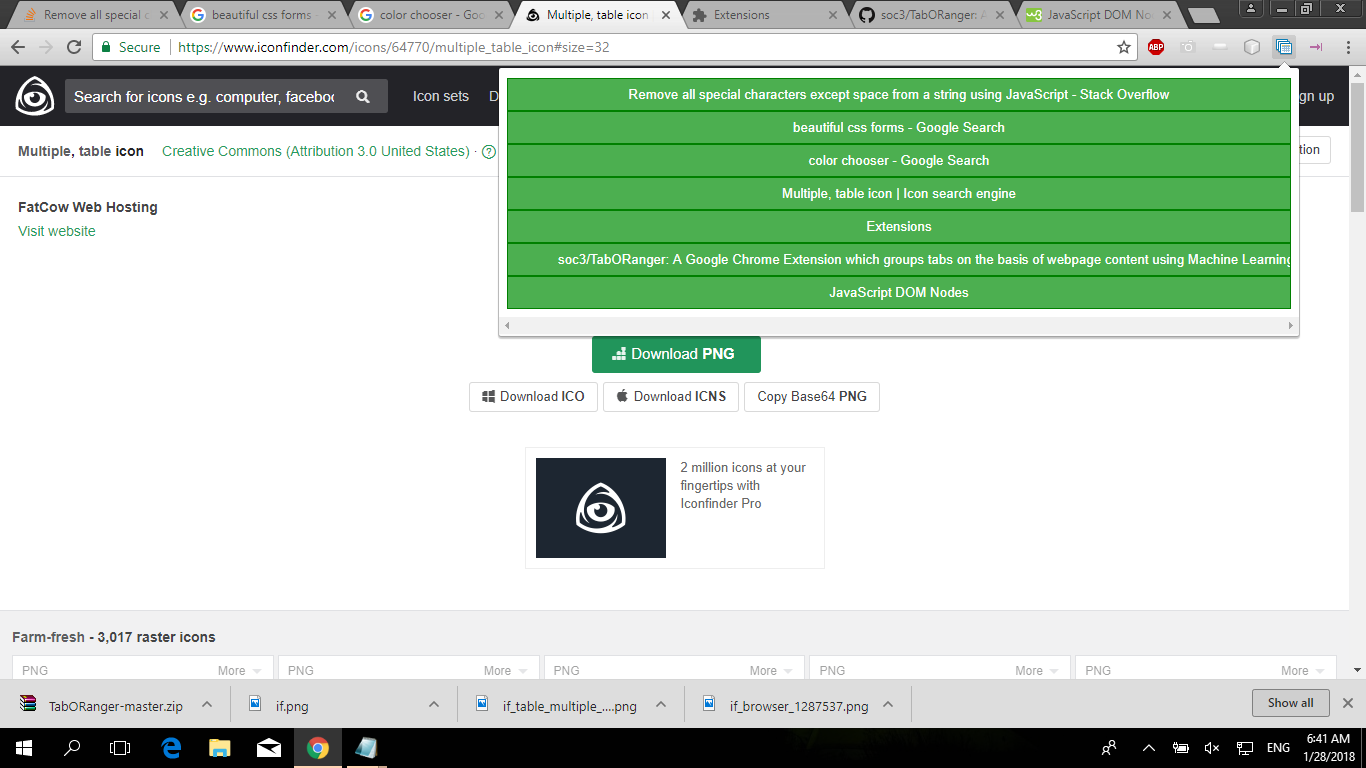 Remove all special c
beautiful css forms -
color chooser - Goo
Multiple, table icon
Extensions
soc3/TabORanger: A
JavaScript DOM No
Secure
https://www.iconfinder.com/icons/64770/multiple_table_icon#size=32
ABP
Search for icons e.g. computer, faceboo
Icon sets
D
gn up
Multiple, table icon
Creative Commons (Attribution 3.0 United States) · ?
tion
FatCow Web Hosting
Visit website
Remove all special characters except space from a string using JavaScript - Stack Overflow
beautiful css forms - Google Search
color chooser - Google Search
Multiple, table icon | Icon search engine
Extensions
soc3/TabORanger: A Google Chrome Extension which groups tabs on the basis of webpage content using Machine Learning
JavaScript DOM Nodes
Download PNG
Download ICO
Download ICNS
Copy Base64 PNG
2 million icons at your
fingertips with
Iconfinder Pro
Farm-fresh - 3,017 raster icons
PNG More
PNG More
PNG More
PNG More
PNG More
TabORanger-master.zip
if.png
if_table_multiple_....png
if_browser_1287537.png
Show all
ENG
6:41 AM
1/28/2018